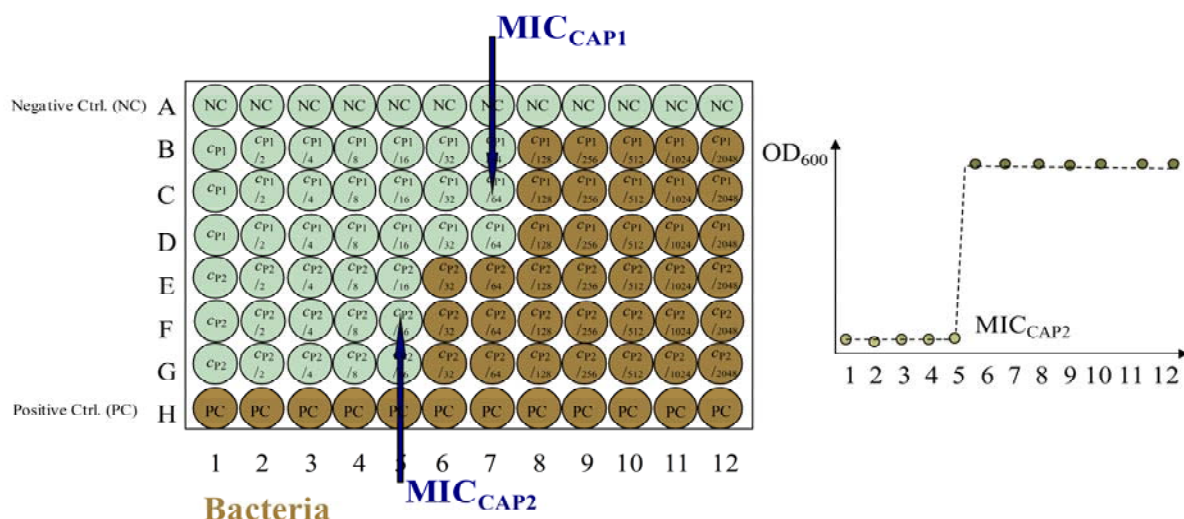 MIC CAP1
Negative Ctrl. (NC) A NC NC NC NC NC NC NC NC NC NC NC NC
B cP1 cP1/2 cP1/4 cP1/8 cP1/16 cP1/32 cP1 cP1/128 cP1/256 cP1/512 cP1/1024 cP1/2048
C cP1 cP1/2 cP1/4 cP1/8 cP1/16 cP1/32 cP1/64 cP1/128 cP1/256 cP1/512 cP1/1024 cP1/2048
D cP1 cP1/2 cP1/4 cP1/8 cP1/16 cP1/32 cP1/64 cP1/128 cP1/256 cP1/512 cP1/1024 cP1/2048
E cP2 cP2/2 cP2/4 cP2/8 cP2/16 cP2/32 cP2/64 cP2/128 cP2/256 cP2/512 cP2/1024 cP2/2048
F cP2 cP2/2 cP2/4 cP2/8 cP2 cP2/32 cP2/64 cP2/128 cP2/256 cP2/512 cP2/1024 cP2/2048
G cP2 cP2/2 cP2/4 cP2/8 cP2 cP2/32 cP2/64 cP2/128 cP2/256 cP2/512 cP2/1024 cP2/2048
Positive Ctrl. (PC) H PC PC PC PC PC PC PC PC PC PC PC PC
1 2 3 4 5 6 7 8 9 10 11 12
MIC CAP2
Bacteria
OD600
MIC CAP2
1 2 3 4 5 6 7 8 9 10 11 12